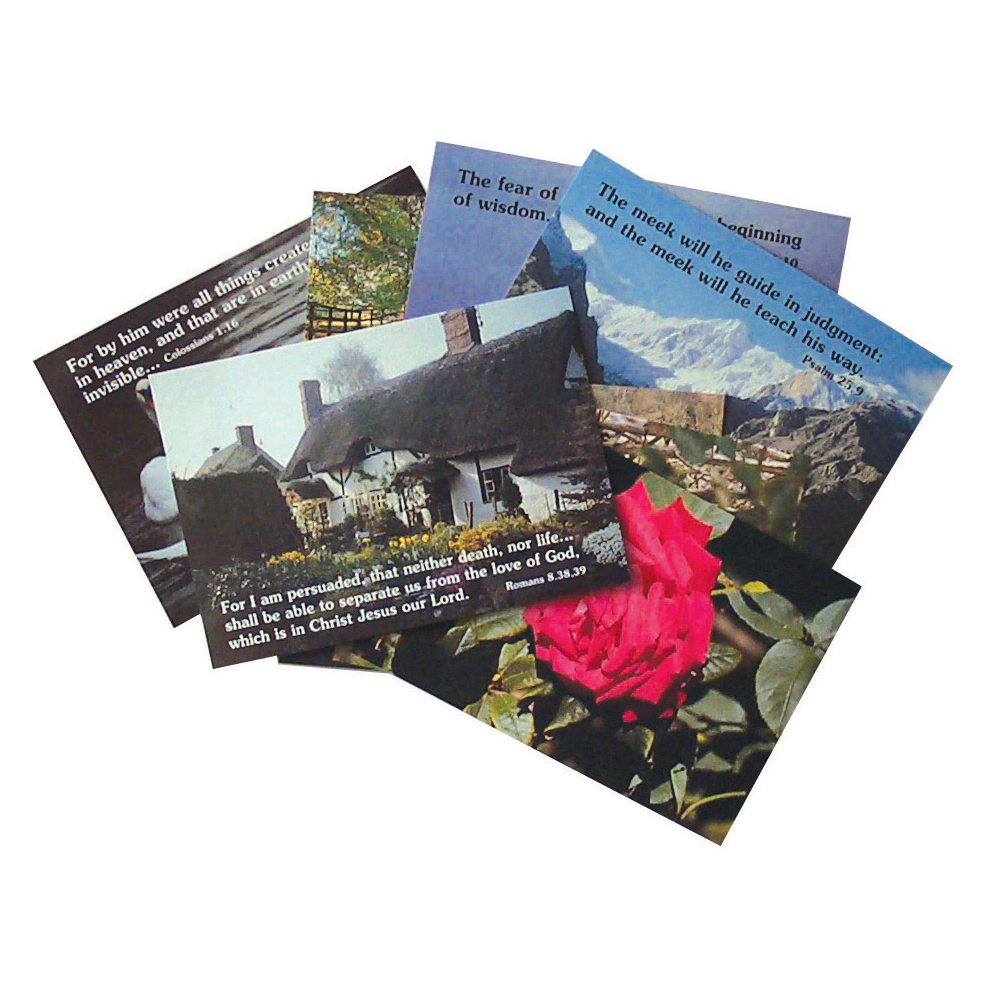 For by him were all things create
in heaven, and that are in earth
invisible... Colossians 1.16
The fear of
of wisdom.
beginning
The meek will he guide in judgment:
and the meek will he teach his way.
Psalm 25.9
For I am persuaded, that neither death, nor life...
shall be able to separate us from the love of God,
which is in Christ Jesus our Lord. Romans 8.38,39